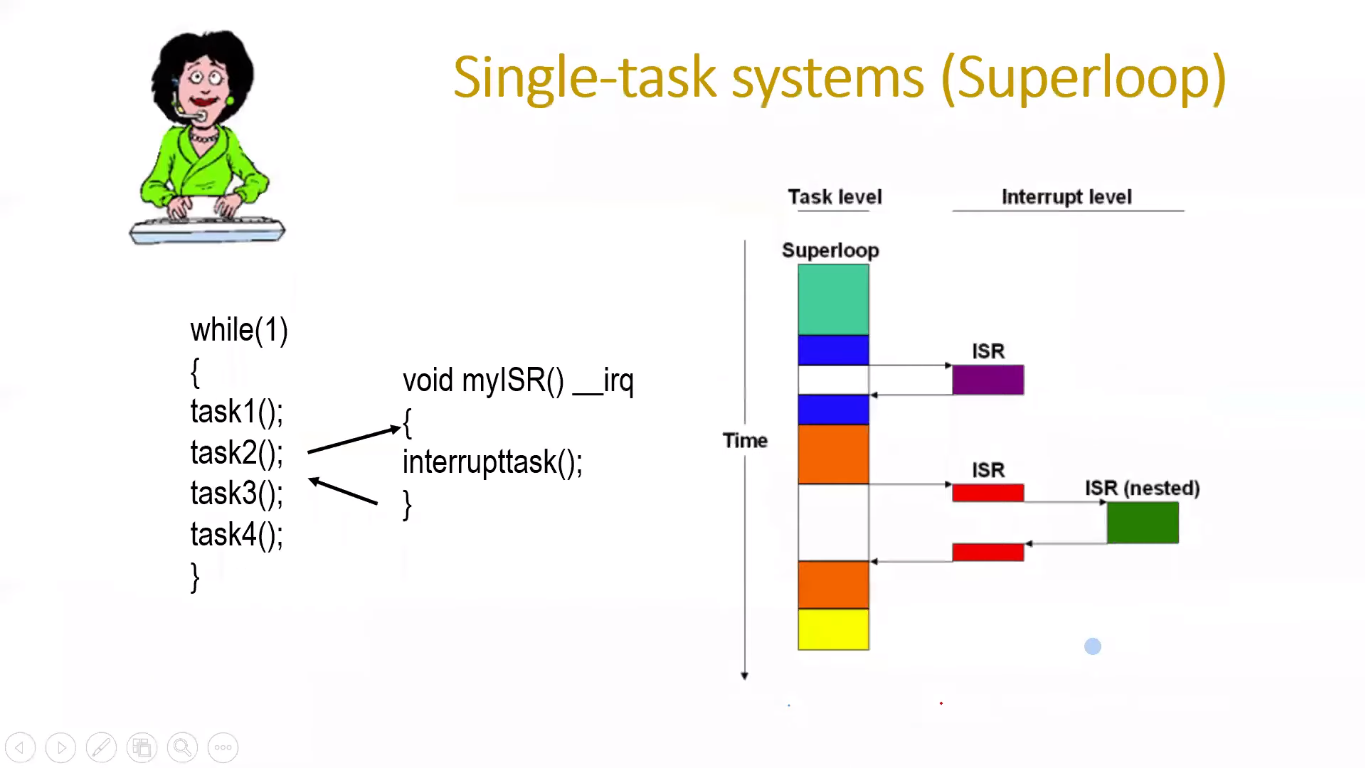 Single-task systems (Superloop)
while(1)
{
task1();
task2();
task3();
task4();
}
void myISR() __irq
{
interrupttask();
}
Task level
Interrupt level
Superloop
ISR
Time
ISR
ISR (nested)